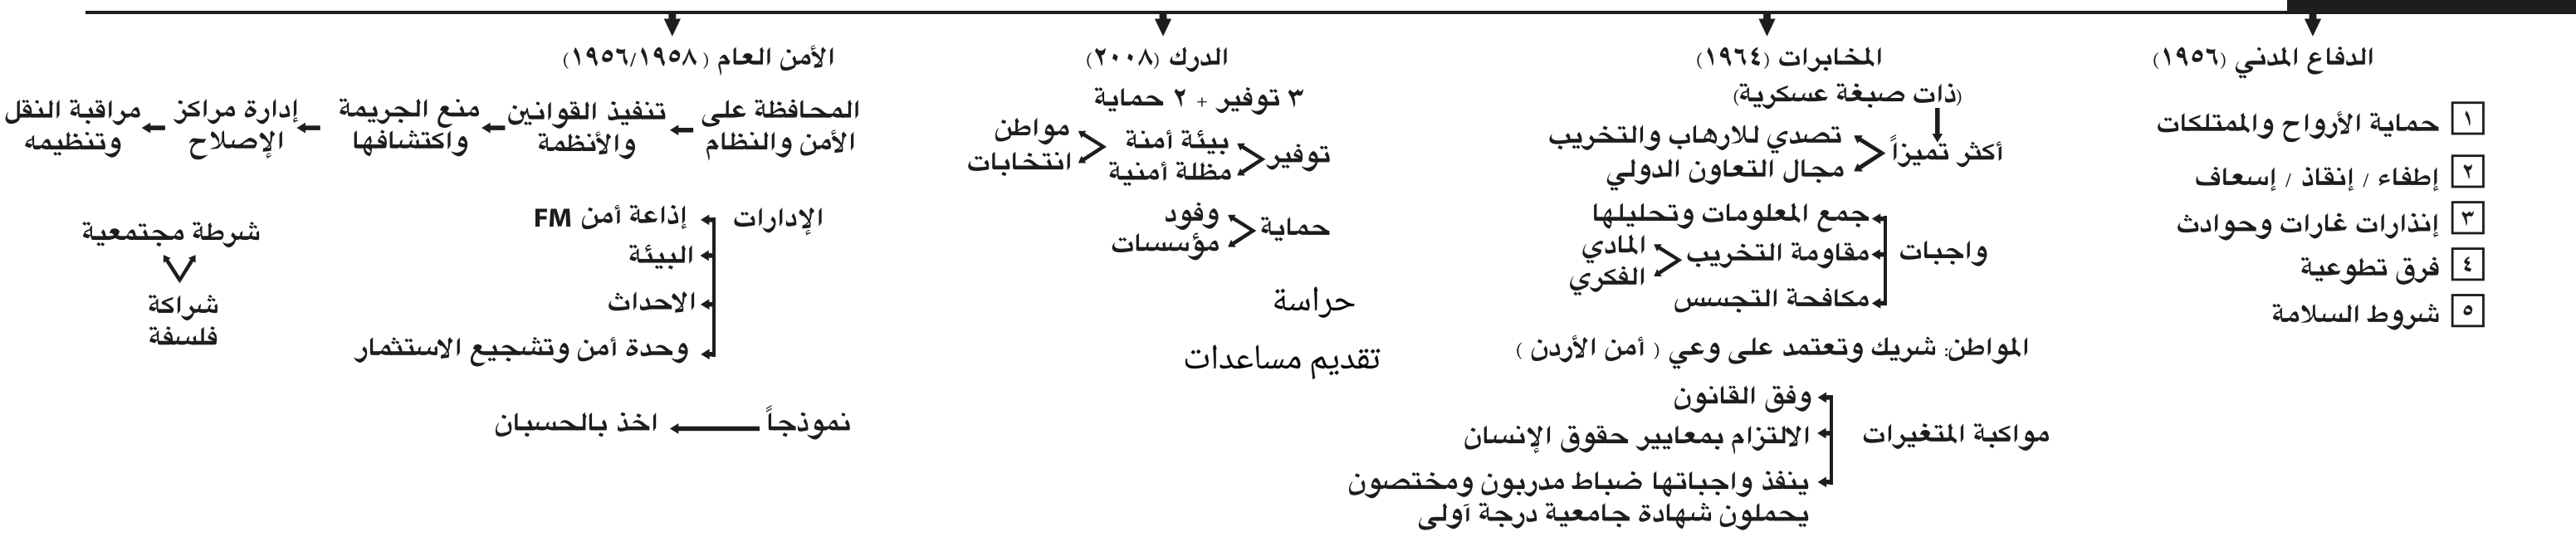 الدفاع المدني (١٩٥٦)
١ حماية الأرواح والممتلكات
٢ إطفاء / إنقاذ / إسعاف
٣ إنذارات غارات وحوادث
٤ فرق تطوعية
٥ شروط السلامة
المخابرات (١٩٦٤)
(ذات صبغة عسكرية)
أكثر تميزاً
تصدي للارهاب والتخريب
مجال التعاون الدولي
واجبات
جمع المعلومات وتحليلها
مقاومة التخريب
المادي
الفكري
مكافحة التجسس
المواطن: شريك وتعتمد على وعي ( أمن الأردن )
مواكبة المتغيرات
وفق القانون
الالتزام بمعايير حقوق الإنسان
ينفذ واجباتها ضباط مدربون ومختصون
يحملون شهادة جامعية درجة أولى
الدرك (٢٠٠٨)
٣ توفير + ٢ حماية
توفير
بيئة أمنة
مظلة أمنية
مواطن
انتخابات
حماية
وفود
مؤسسات
حراسة
تقديم مساعدات
الأمن العام (١٩٥٦/١٩٥٨)
المحافظة على
الأمن والنظام
تنفيذ القوانين
والأنظمة
منع الجريمة
واكتشافها
إدارة مراكز
الإصلاح
مراقبة النقل
وتنظيمه
الإدارات
إذاعة أمن FM
البيئة
الاحداث
وحدة أمن وتشجيع الاستثمار
شرطة مجتمعية
شراكة
فلسفة
نموذجاً
اخذ بالحسبان